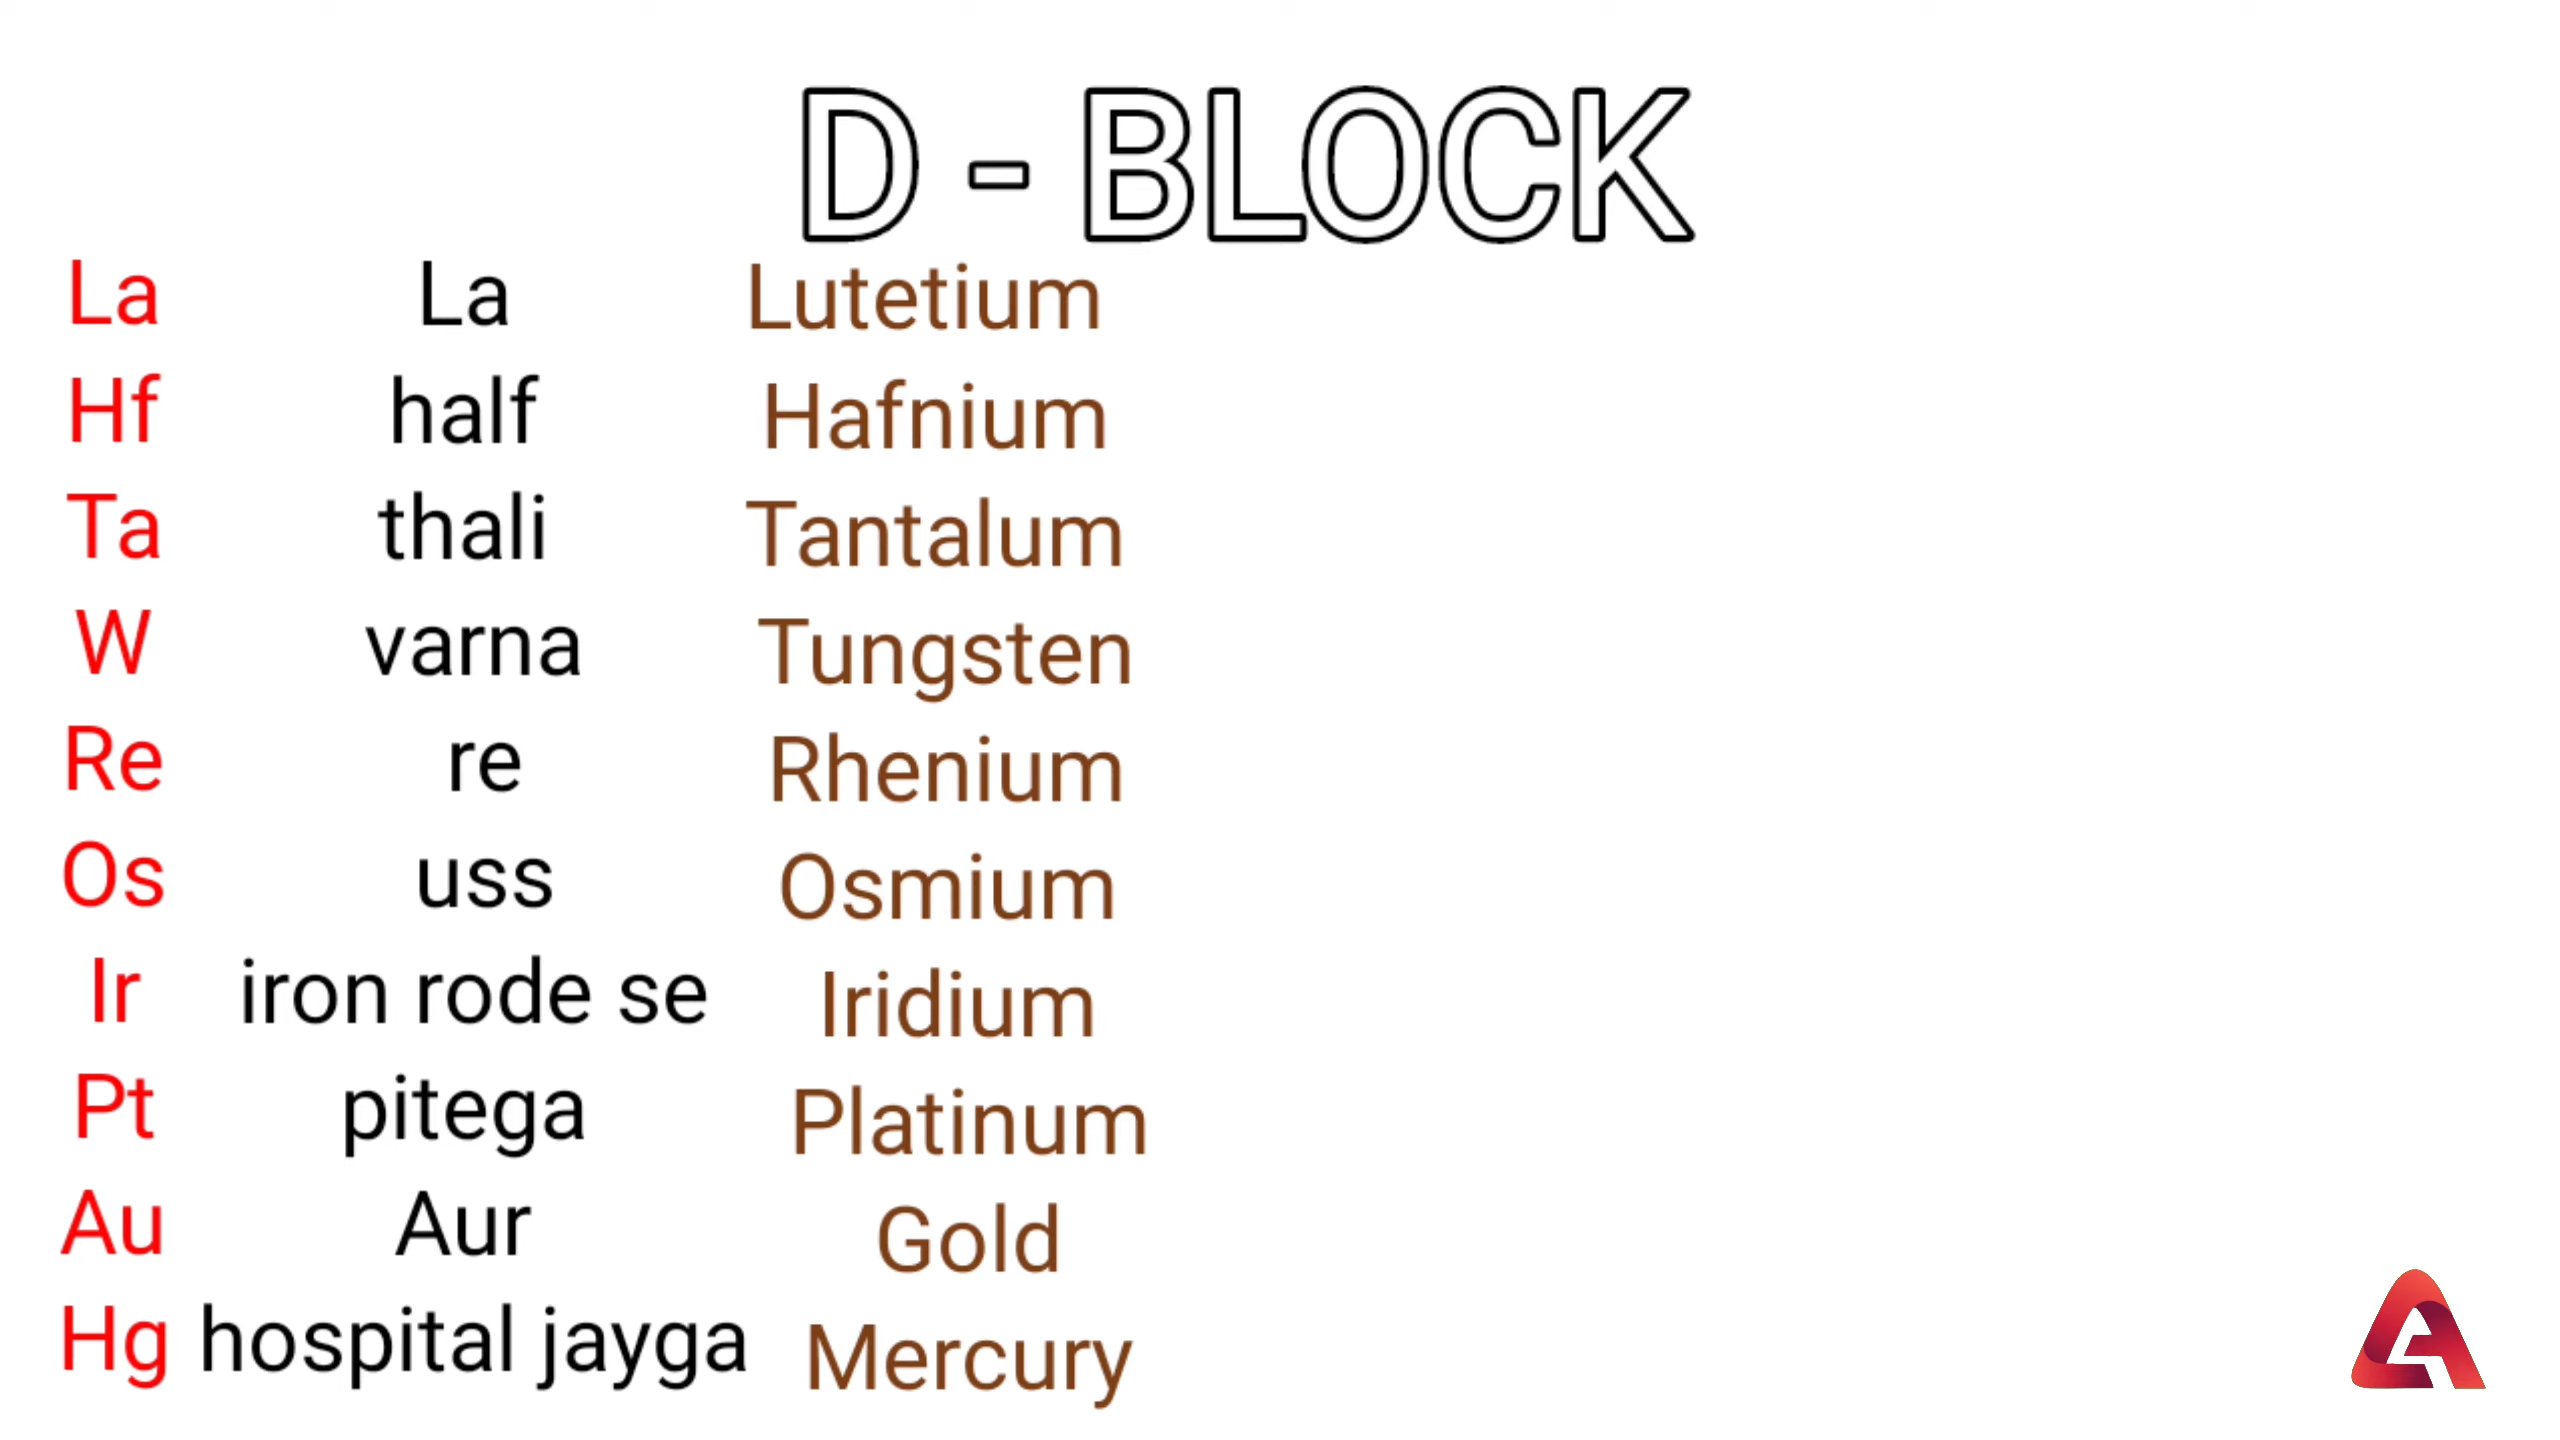 D - BLOCK
La La Lutetium
Hf half Hafnium
Ta thali Tantalum
W varna Tungsten
Re re Rhenium
Os uss Osmium
Ir iron rode se Iridium
Pt pitega Platinum
Au Aur Gold
Hg hospital jayga Mercury